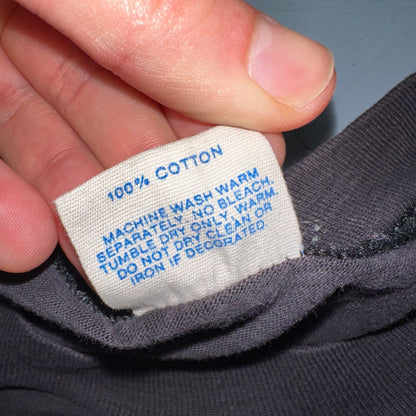 100% COTTON
MACHINE WASH WARM
SEPARATELY. NO BLEACH.
TUMBLE DRY ONLY WARM.
DO NOT DRY CLEAN OR
IRON IF DECORATED.